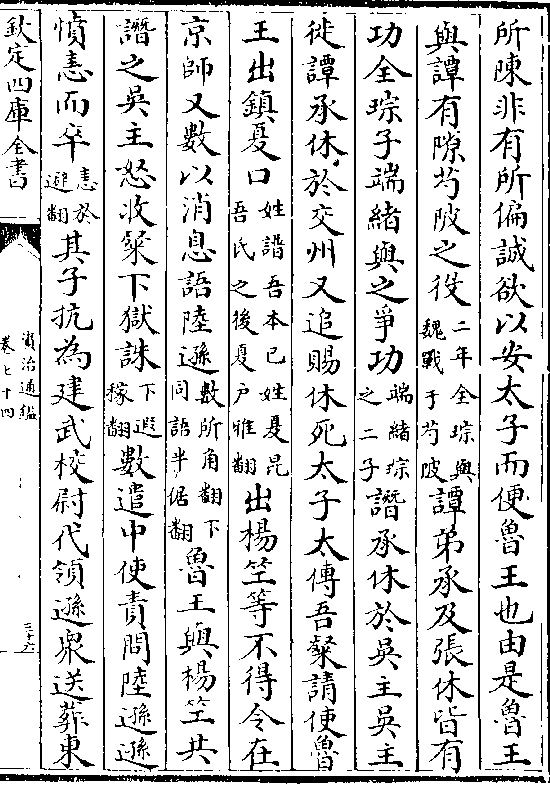 所陳非有所偏誠欲以安太子而便魯王也由是魯王
與譚有隙芍陂之役二年全琮與魏戰于芍陂譚弟承及張休皆有
功全琮子端緒與之爭功端緒琮之二子譖承休於吳主吳主
徙譚承休於交州又追賜休死太子太傅吾粲請使魯
王出鎮夏口姓譜吾本已姓夏昆吾氏之後夏户雅翻出楊竺等不得令在
京師又數以消息語陸遜數所角翻下同語牛倨翻魯王與楊竺共
譖之吳主怒收粲下獄誅下遐稼翻數遣中使責問陸遜遜
憤恚而卒恚於避翻其子抗為建武校尉代領遜衆送葬東
欽定四庫全書
資治通鑑
卷七十四
三十六